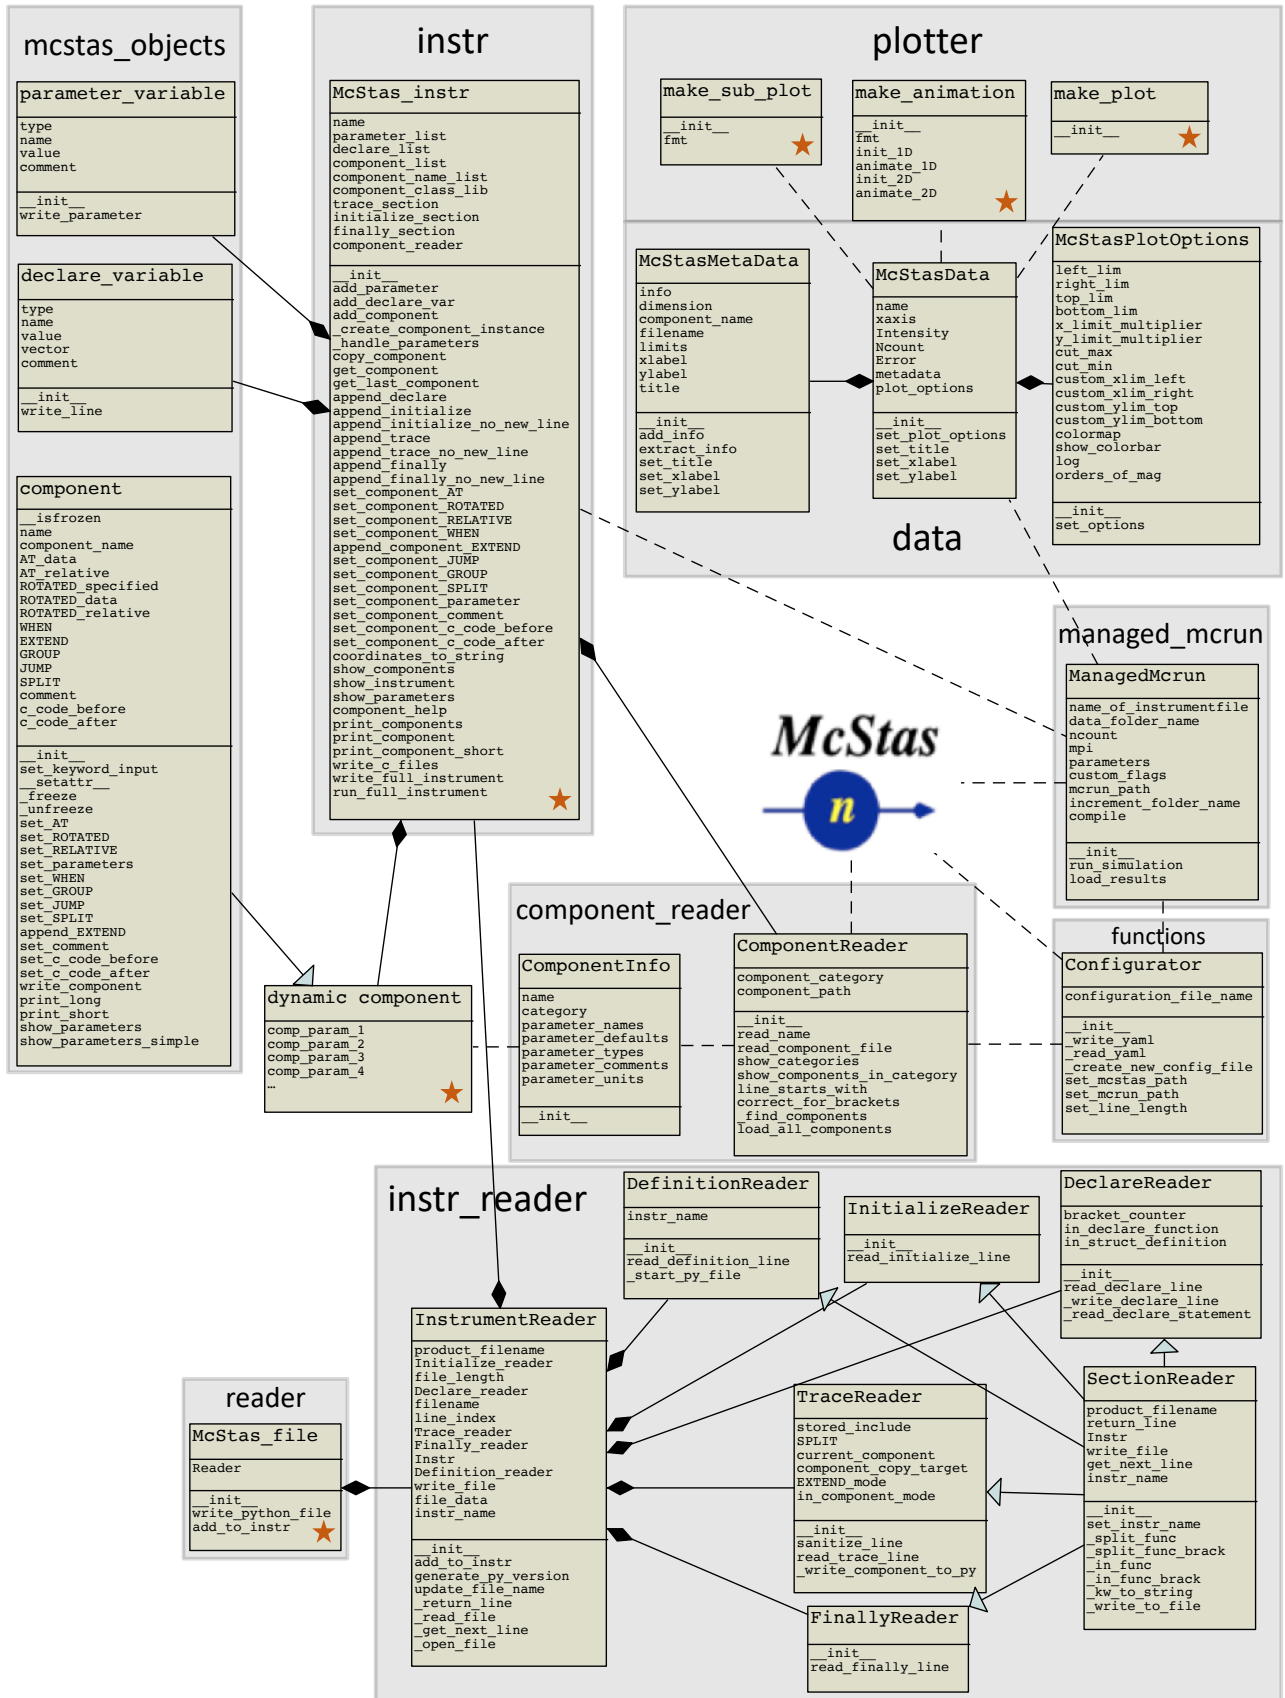 mcstas_objects
parameter_variable
type
name
value
comment
__init__
write_parameter
declare_variable
type
name
value
vector
comment
__init__
write_line
component
__isfrozen
name
component_name
AT_data
AT_relative
ROTATED_specified
ROTATED_data
ROTATED_relative
WHEN
EXTEND
GROUP
JUMP
SPLIT
comment
c_code_before
c_code_after
__init__
set_keyword_input
__setattr__
_freeze
_unfreeze
set_AT
set_ROTATED
set_RELATIVE
set_parameters
set_WHEN
set_GROUP
set_JUMP
set_SPLIT
append_EXTEND
set_comment
set_c_code_before
set_c_code_after
write_component
print_long
print_short
show_parameters
show_parameters_simple
instr
McStas_instr
name
parameter_list
declare_list
component_list
component_name_list
component_class_lib
trace_section
initialize_section
finally_section
component_reader
__init__
add_parameter
add_declare_var
add_component
_create_component_instance
_handle_parameters
copy_component
get_component
get_last_component
append_declare
append_initialize
append_initialize_no_new_line
append_trace
append_trace_no_new_line
append_finally
append_finally_no_new_line
set_component_AT
set_component_ROTATED
set_component_RELATIVE
set_component_WHEN
append_component_EXTEND
set_component_JUMP
set_component_GROUP
set_component_SPLIT
set_component_parameter
set_component_comment
set_component_c_code_before
set_component_c_code_after
coordinates_to_string
show_components
show_instrument
show_parameters
component_help
print_components
print_component
print_component_short
write_c_files
write_full_instrument
run_full_instrument
dynamic component
comp_param_1
comp_param_2
comp_param_3
comp_param_4
…
plotter
make_sub_plot
__init__
fmt
make_animation
__init__
fmt
init_1D
animate_1D
init_2D
animate_2D
make_plot
__init__
McStasMetaData
info
dimension
component_name
filename
limits
xlabel
ylabel
title
__init__
add_info
extract_info
set_title
set_xlabel
set_ylabel
McStasData
name
xaxis
Intensity
Ncount
Error
metadata
plot_options
__init__
set_plot_options
set_title
set_xlabel
set_ylabel
McStasPlotOptions
left_lim
right_lim
top_lim
bottom_lim
x_limit_multiplier
y_limit_multiplier
cut_max
cut_min
custom_xlim_left
custom_xlim_right
custom_ylim_top
custom_ylim_bottom
colormap
show_colorbar
log
orders_of_mag
__init__
set_options
data
managed_mcrun
ManagedMcrun
name_of_instrumentfile
data_folder_name
ncount
mpi
parameters
custom_flags
mcrun_path
increment_folder_name
compile
__init__
run_simulation
load_results
McStas
n
component_reader
ComponentInfo
name
category
parameter_names
parameter_defaults
parameter_types
parameter_comments
parameter_units
__init__
ComponentReader
component_category
component_path
__init__
read_name
read_component_file
show_categories
show_components_in_category
line_starts_with
correct_for_brackets
_find_components
load_all_components
functions
Configurator
configuration_file_name
__init__
_write_yaml
_read_yaml
_create_new_config_file
set_mcstas_path
set_mcrun_path
set_line_length
instr_reader
DefinitionReader
instr_name
__init__
read_definition_line
_start_py_file
InitializeReader
__init__
read_initialize_line
DeclareReader
bracket_counter
in_declare_function
in_struct_definition
__init__
read_declare_line
_write_declare_line
_read_declare_statement
InstrumentReader
product_filename
Initialize_reader
file_length
Declare_reader
filename
line_index
Trace_reader
Finally_reader
Instr
Definition_reader
write_file
file_data
instr_name
__init__
add_to_instr
generate_py_version
update_file_name
_return_line
_read_file
_get_next_line
_open_file
TraceReader
stored_include
SPLIT
current_component
component_copy_target
EXTEND_mode
in_component_mode
__init__
sanitize_line
read_trace_line
_write_component_to_py
SectionReader
product_filename
return_line
Instr
write_file
get_next_line
instr_name
__init__
set_instr_name
_split_func
_split_func_brack
_in_func
_in_func_brack
_kw_to_string
_write_to_file
FinallyReader
__init__
read_finally_line
reader
McStas_file
Reader
__init__
write_python_file
add_to_instr